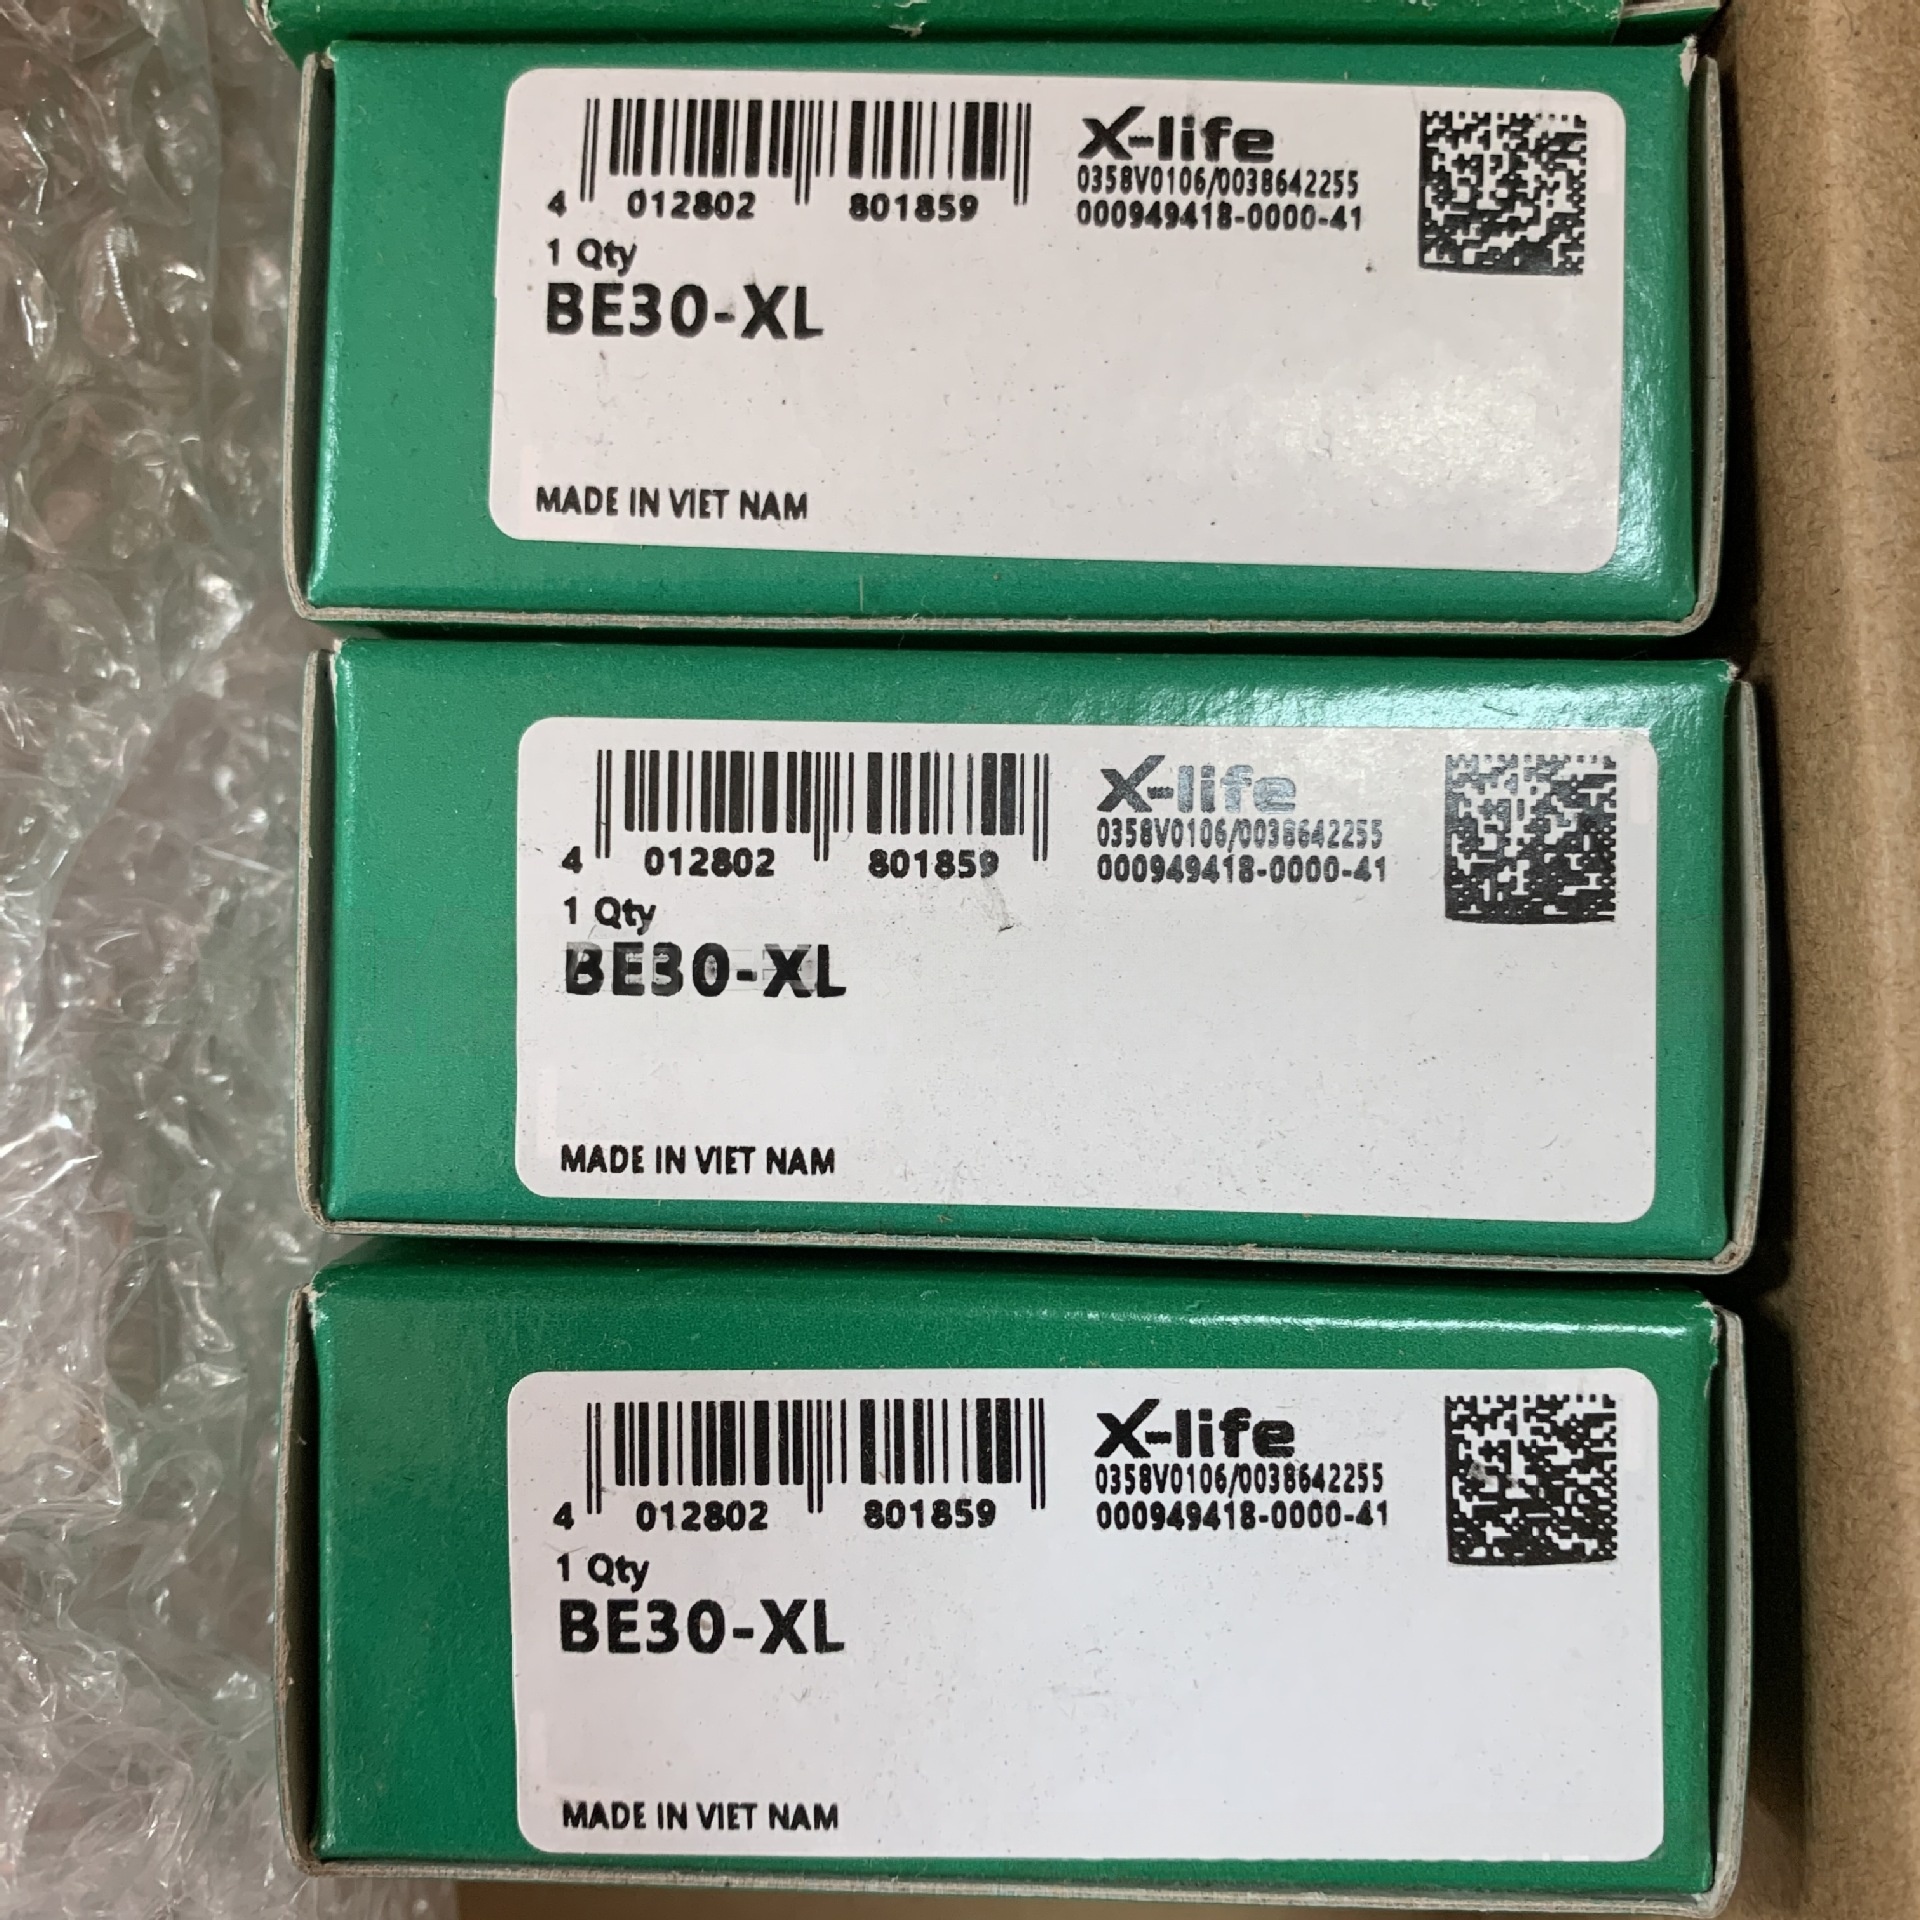 X-life
0358V0106/0038642255
000949418-0000-41
4 012802 801859
1 Qty
BE30-XL
MADE IN VIET NAM
X-life
0358V0106/0038642255
000949418-0000-41
4 012802 801859
1 Qty
BE30-XL
MADE IN VIET NAM
X-life
0358V0106/0038642255
000949418-0000-41
4 012802 801859
1 Qty
BE30-XL
MADE IN VIET NAM